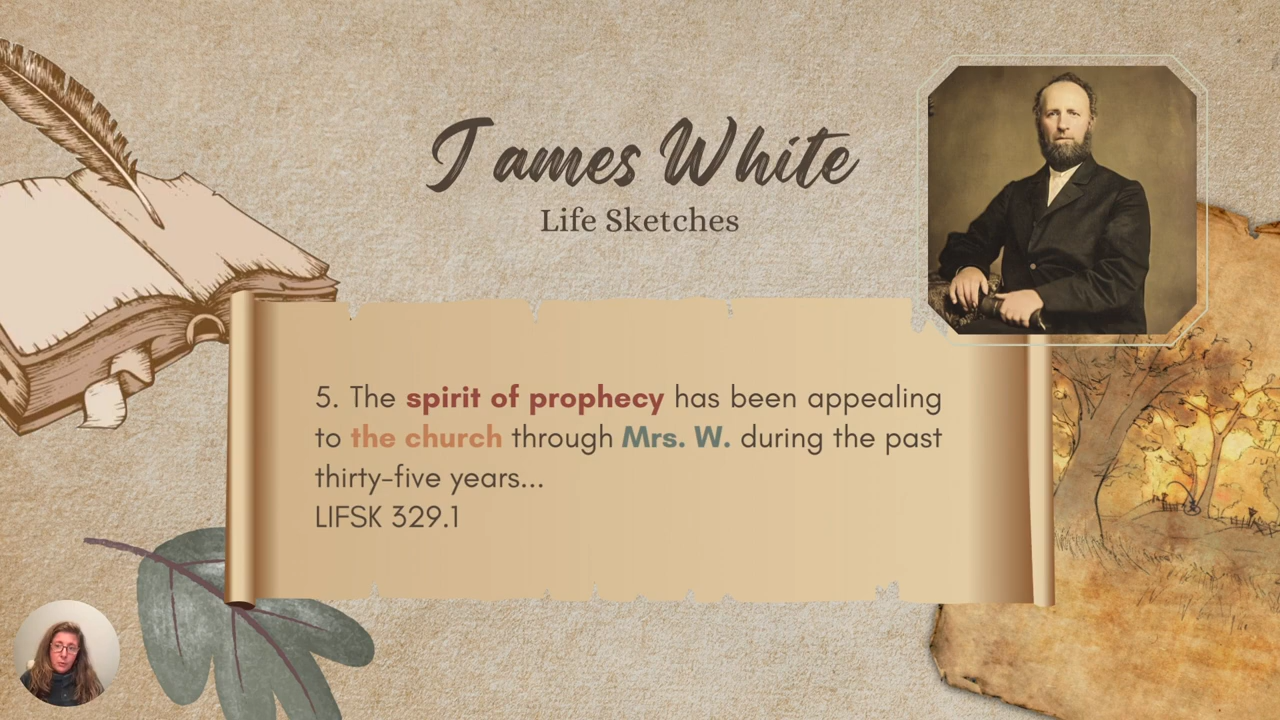 James White
Life Sketches
5. The spirit of prophecy has been appealing
to the church through Mrs. W. during the past
thirty-five years...
LIFSK 329.1